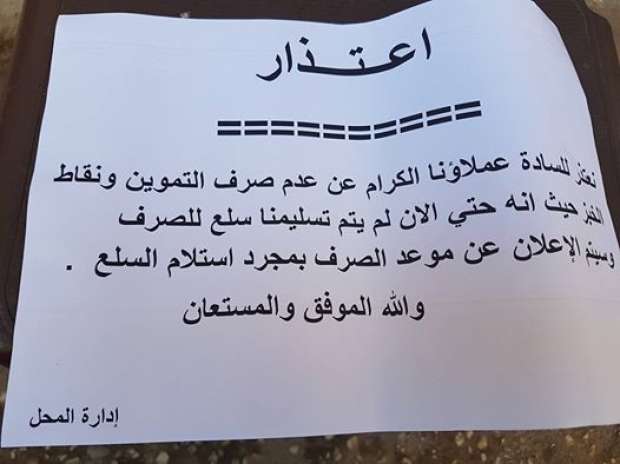 اعتذار
==========
نعتذر للسادة عملاؤنا الكرام عن عدم صرف التموين ونقاط
الخبز حيث انه حتي الان لم يتم تسليمنا سلع للصرف
وسيتم الإعلان عن موعد الصرف بمجرد استلام السلع .
والله الموفق والمستعان
إدارة المحل